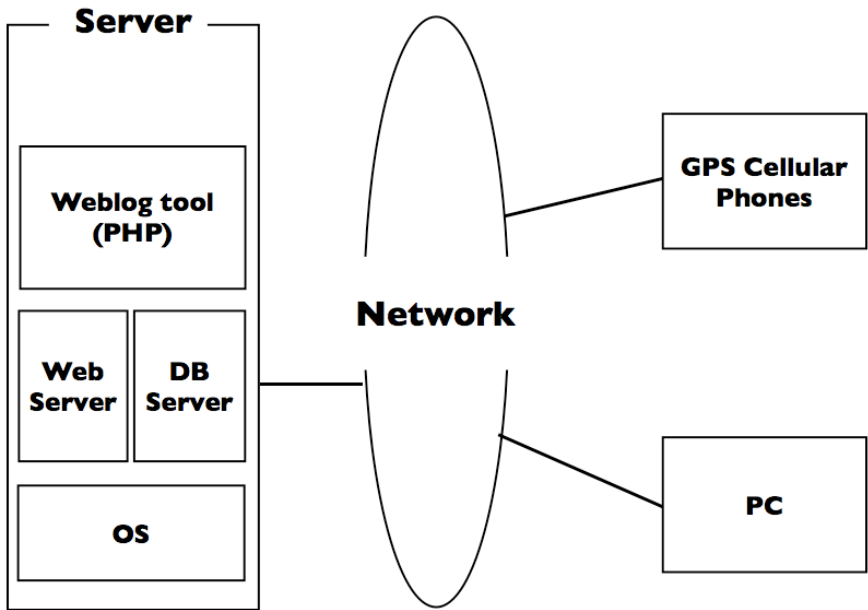 Server
Weblog tool
(PHP)
Web
Server
DB
Server
OS
Network
GPS Cellular
Phones
PC